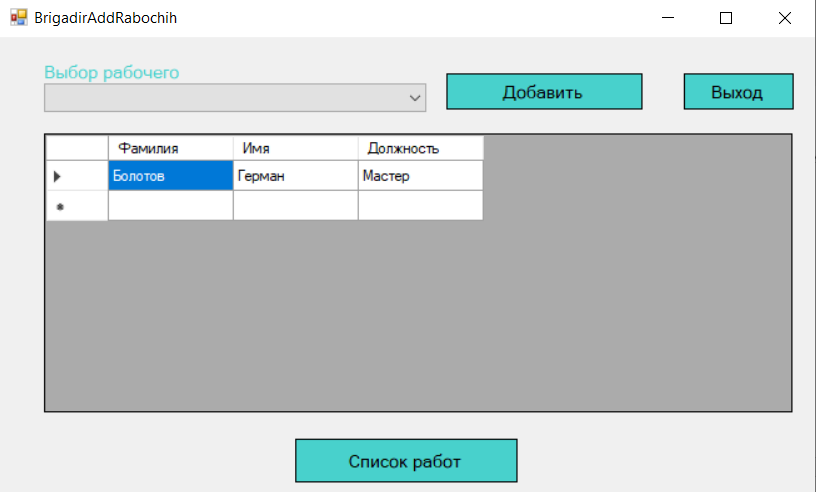 BrigadirAddRabochih
Выбор рабочего
Добавить
Выход
Фамилия Имя Должность
Болотов Герман Мастер
Список работ